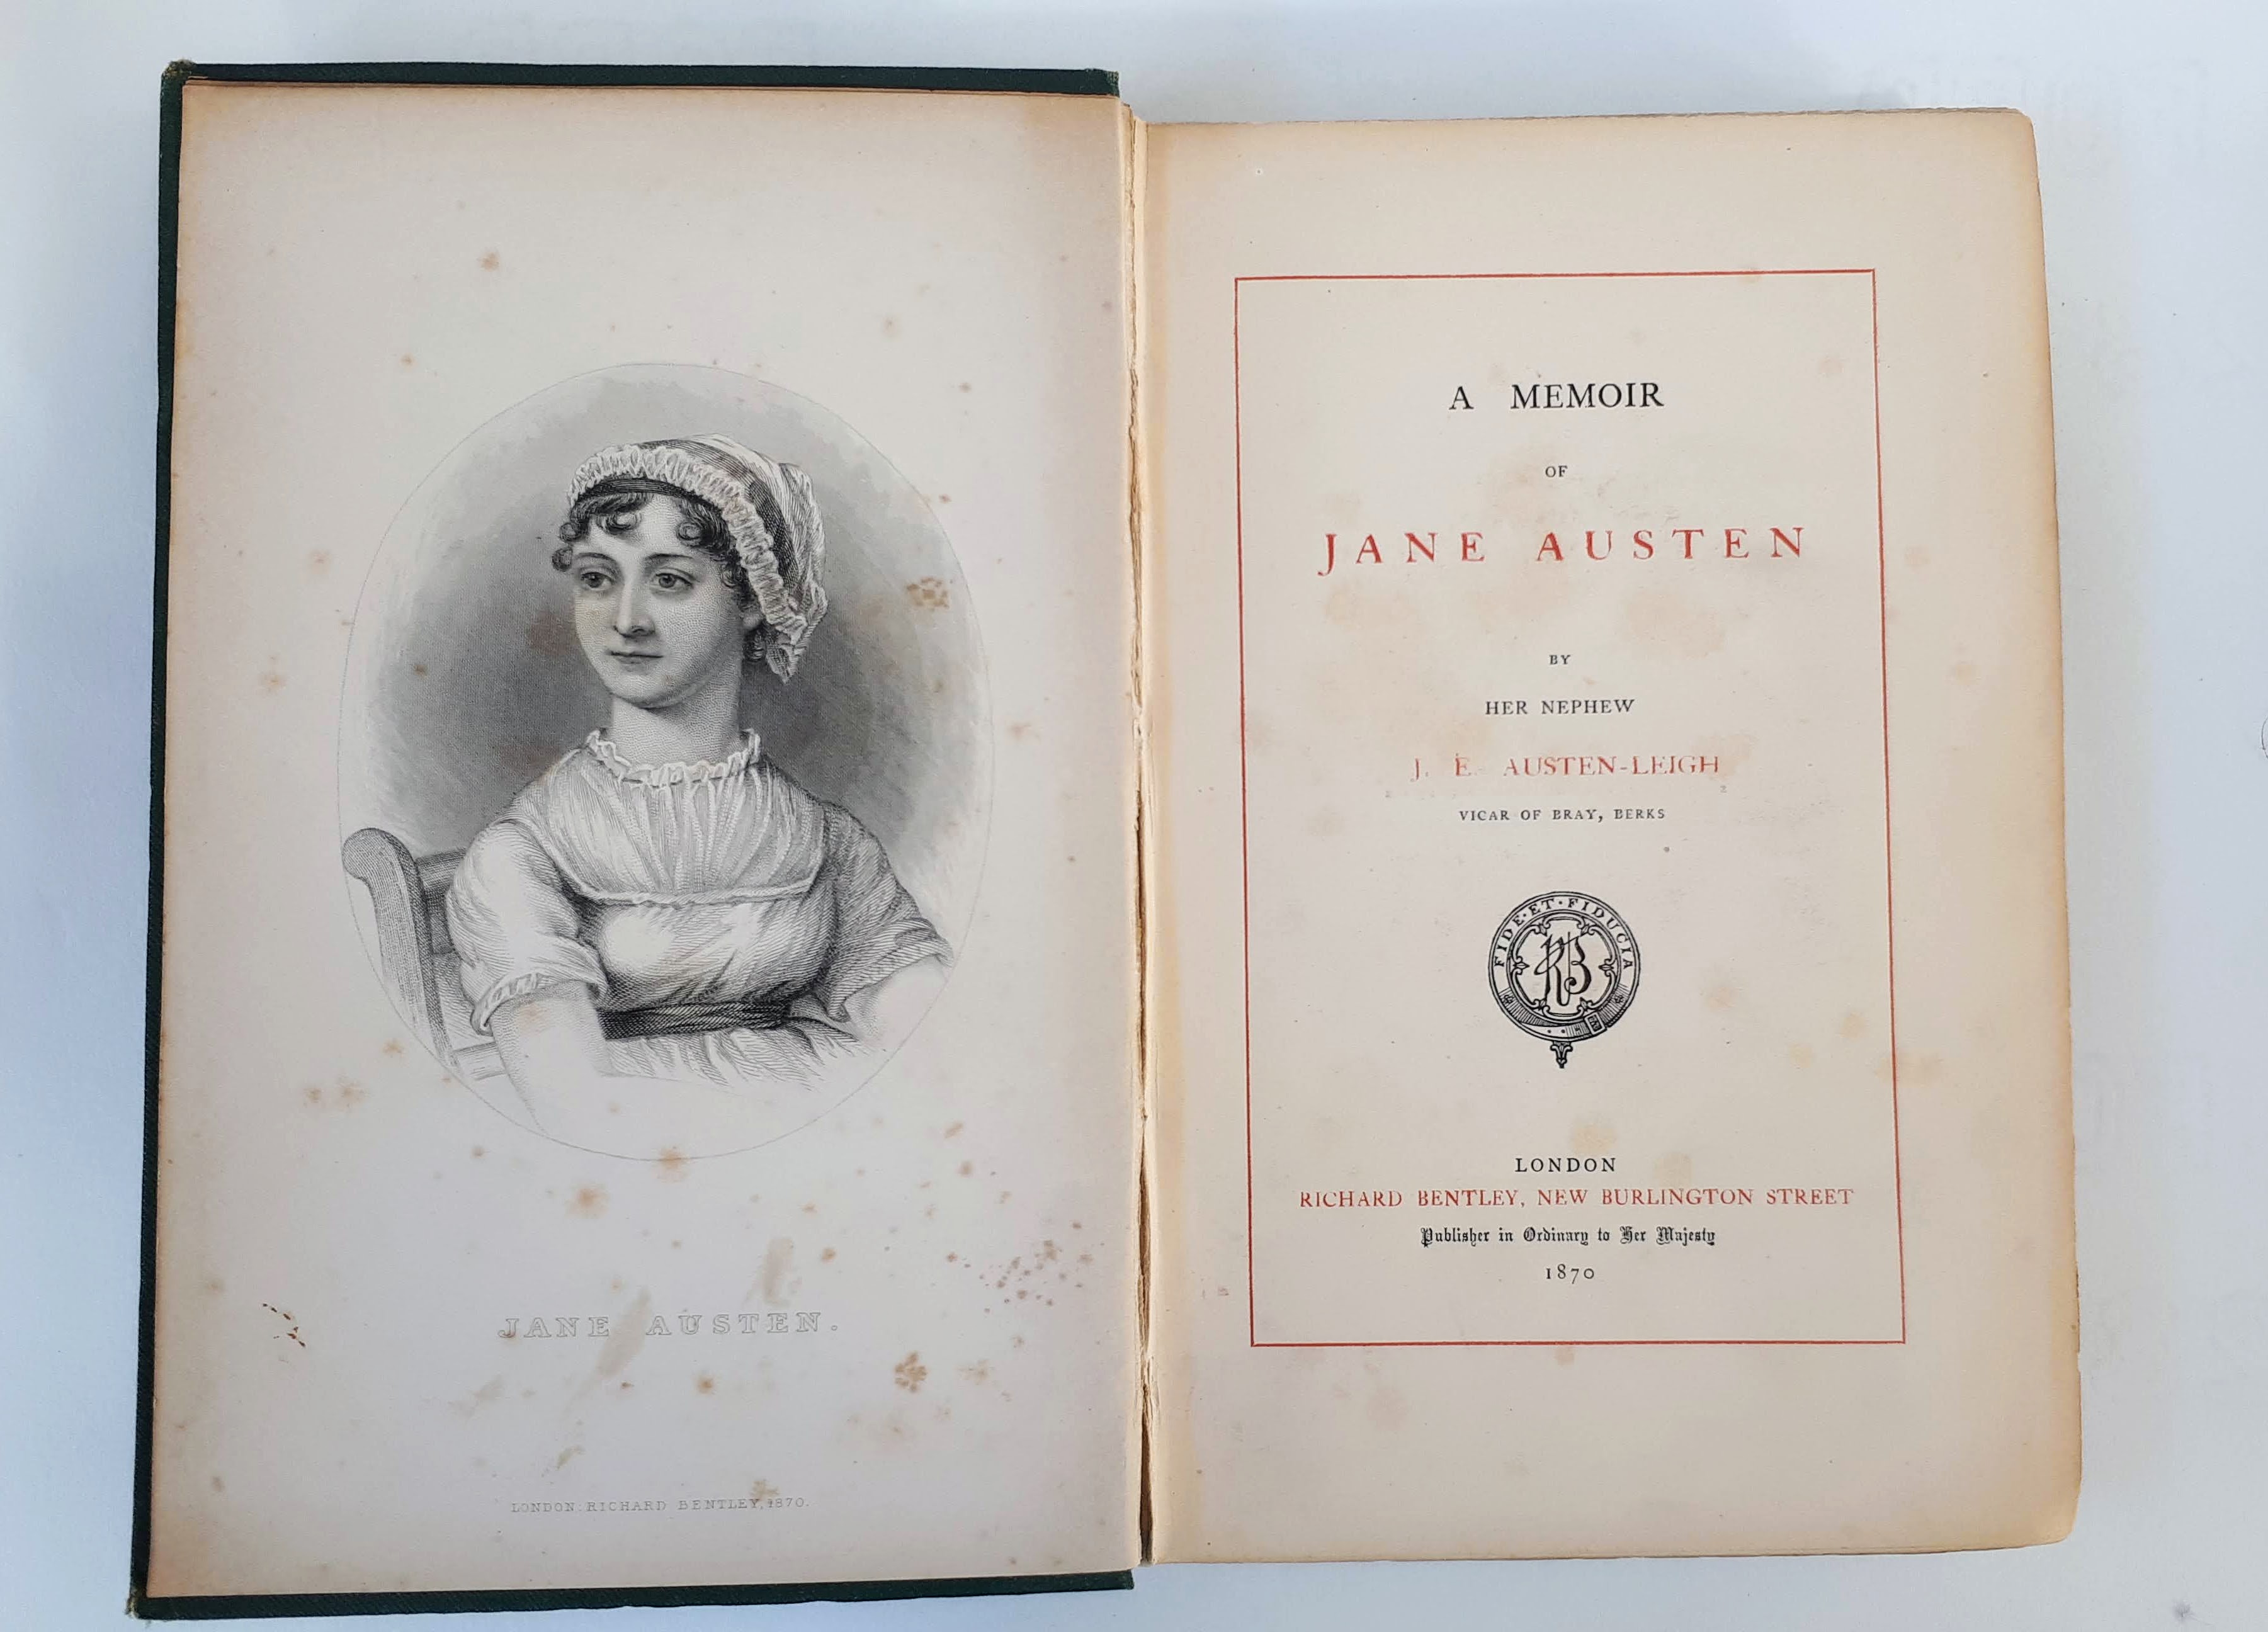 JANE AUSTEN.
LONDON: RICHARD BENTLEY, 1870.
A MEMOIR
OF
JANE AUSTEN
BY
HER NEPHEW
J. E. AUSTEN-LEIGH
VICAR OF BRAY, BERKS
FIDE·ET·FIDUCIA
RB
LONDON
RICHARD BENTLEY, NEW BURLINGTON STREET
Publisher in Ordinary to Her Majesty
1870